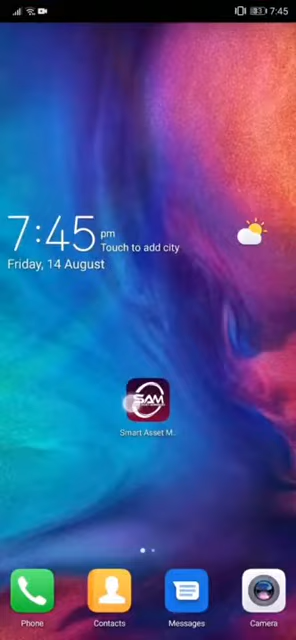 7:45
7:45 pm
Touch to add city
Friday, 14 August
SAM
Smart Asset M..
Phone
Contacts
Messages
Camera